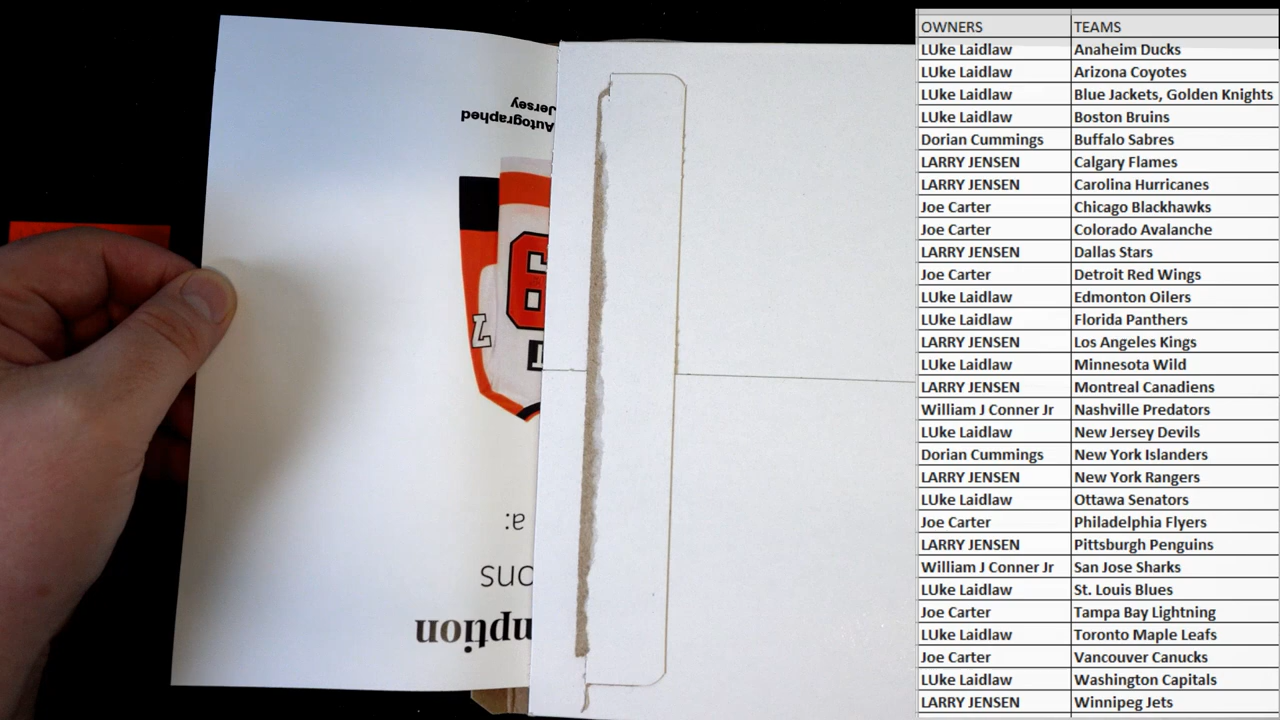 mption
ons
a:
Autographed
Jersey
OWNERS TEAMS
LUke Laidlaw Anaheim Ducks
LUke Laidlaw Arizona Coyotes
LUke Laidlaw Blue Jackets, Golden Knights
LUke Laidlaw Boston Bruins
Dorian Cummings Buffalo Sabres
LARRY JENSEN Calgary Flames
LARRY JENSEN Carolina Hurricanes
Joe Carter Chicago Blackhawks
Joe Carter Colorado Avalanche
LARRY JENSEN Dallas Stars
Joe Carter Detroit Red Wings
LUke Laidlaw Edmonton Oilers
LUke Laidlaw Florida Panthers
LARRY JENSEN Los Angeles Kings
LUke Laidlaw Minnesota Wild
LARRY JENSEN Montreal Canadiens
William J Conner Jr Nashville Predators
LUke Laidlaw New Jersey Devils
Dorian Cummings New York Islanders
LARRY JENSEN New York Rangers
LUke Laidlaw Ottawa Senators
Joe Carter Philadelphia Flyers
LARRY JENSEN Pittsburgh Penguins
William J Conner Jr San Jose Sharks
LUke Laidlaw St. Louis Blues
Joe Carter Tampa Bay Lightning
LUke Laidlaw Toronto Maple Leafs
Joe Carter Vancouver Canucks
LUke Laidlaw Washington Capitals
LARRY JENSEN Winnipeg Jets